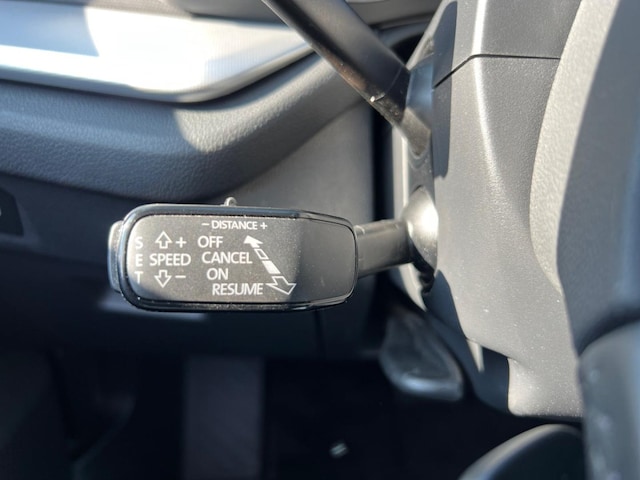 − DISTANCE +
S + OFF
E SPEED CANCEL
T − ON
RESUME